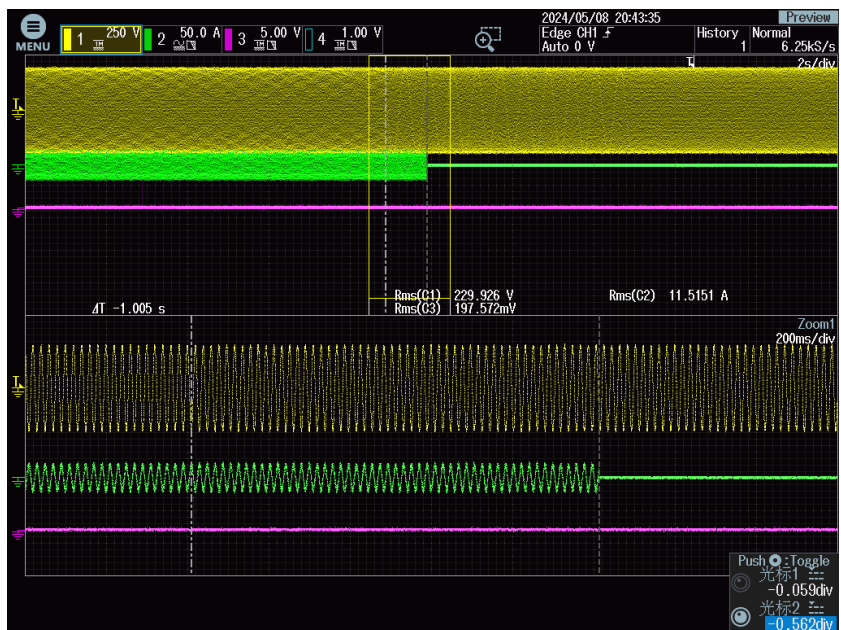 2024/05/08 20:43:35 Preview
MENU 1 250 V 2 50.0 A 3 5.00 V 4 1.00 V Edge CH1 History Normal
Auto 0 V 1 6.25kS/s
T 2s/div
T
Rms(C1) 229.926 V Rms(C2) 11.5151 A
ΔT -1.005 s Rms(C3) 197.572mV
Zoom1
200ms/div
T
Push :Toggle
光标1
-0.059div
光标2
-0.562div